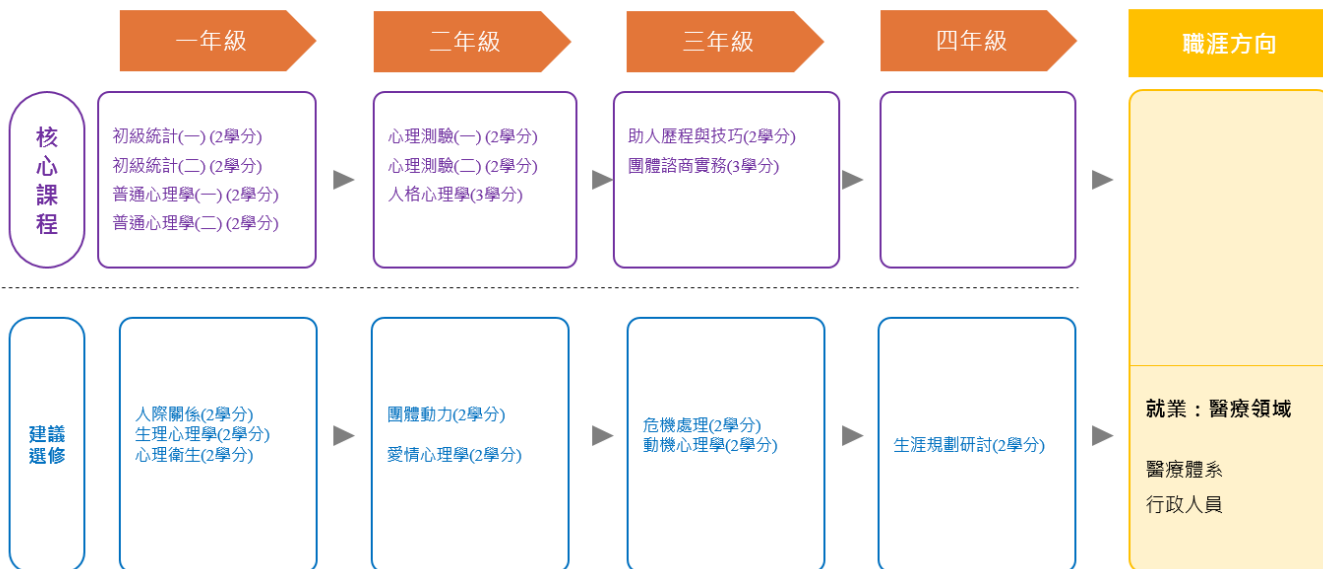 一年級
二年級
三年級
四年級
職涯方向
核心課程
初級統計(一) (2學分)
初級統計(二) (2學分)
普通心理學(一) (2學分)
普通心理學(二) (2學分)
心理測驗(一) (2學分)
心理測驗(二) (2學分)
人格心理學(3學分)
助人歷程與技巧(2學分)
團體諮商實務(3學分)
建議
選修
人際關係(2學分)
生理心理學(2學分)
心理衛生(2學分)
團體動力(2學分)
愛情心理學(2學分)
危機處理(2學分)
動機心理學(2學分)
生涯規劃研討(2學分)
就業：醫療領域
醫療體系
行政人員